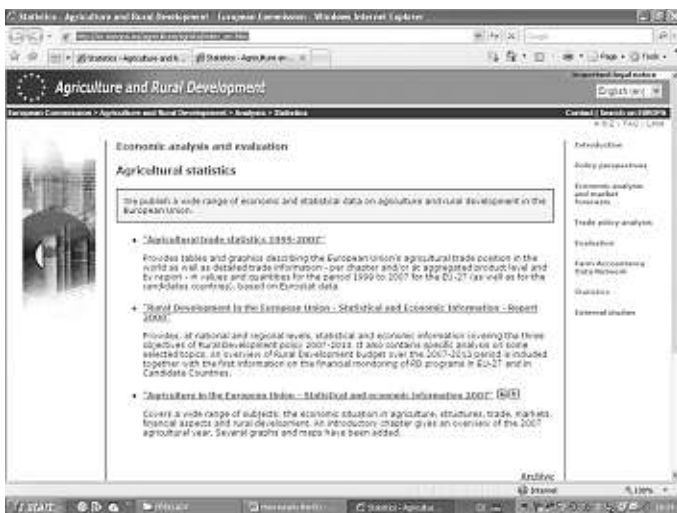 Statistics - Agriculture and Rural Development - European Commission - Windows Internet Explorer
Agriculture and Rural Development
Important legal notice
English (en)
European Commission > Agriculture and Rural Development > Analysis > Statistics
Contact | Search on EUROPA
Economic analysis and evaluation
Agricultural statistics
We publish a wide range of economic and statistical data on agriculture and rural development in the
European Union.
"Agricultural trade statistics 1999-2007"
Provides tables and graphics describing the European Union's agricultural trade position in the
world as well as detailed trade information - per chapter and/or at aggregated product level and
by region - in values and quantities for the period 1999 to 2007 for the EU-27 (as well as for the
candidates countries), based on Eurostat data.
"Rural Development in the European Union - Statistical and Economic Information - Report
Provides, at national and regional levels, statistical and economic information covering the three
objectives of Rural Development policy 2007-2013. It also contains specific analysis on some
selected topics. An overview of Rural Development budget over the 2007-2013 period is included
together with the first information on the financial monitoring of RD programs in EU-27 and in
Candidate Countries.
"Agriculture in the European Union - Statistical and economic information 2007"
Covers a wide range of subjects: the economic situation in agriculture, structures, trade, markets,
financial aspects and rural development. An introductory chapter gives an overview of the 2007
agricultural year. Several graphs and maps have been added.
Archive
Introduction
Policy perspectives
Economic analysis
and market
forecasts
Trade policy analysis
Evaluation
Farm Accountancy
Data Network
Statistics
External studies
Internet
100%